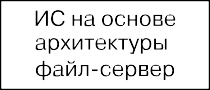 ИС на основе
архитектуры
файл-сервер